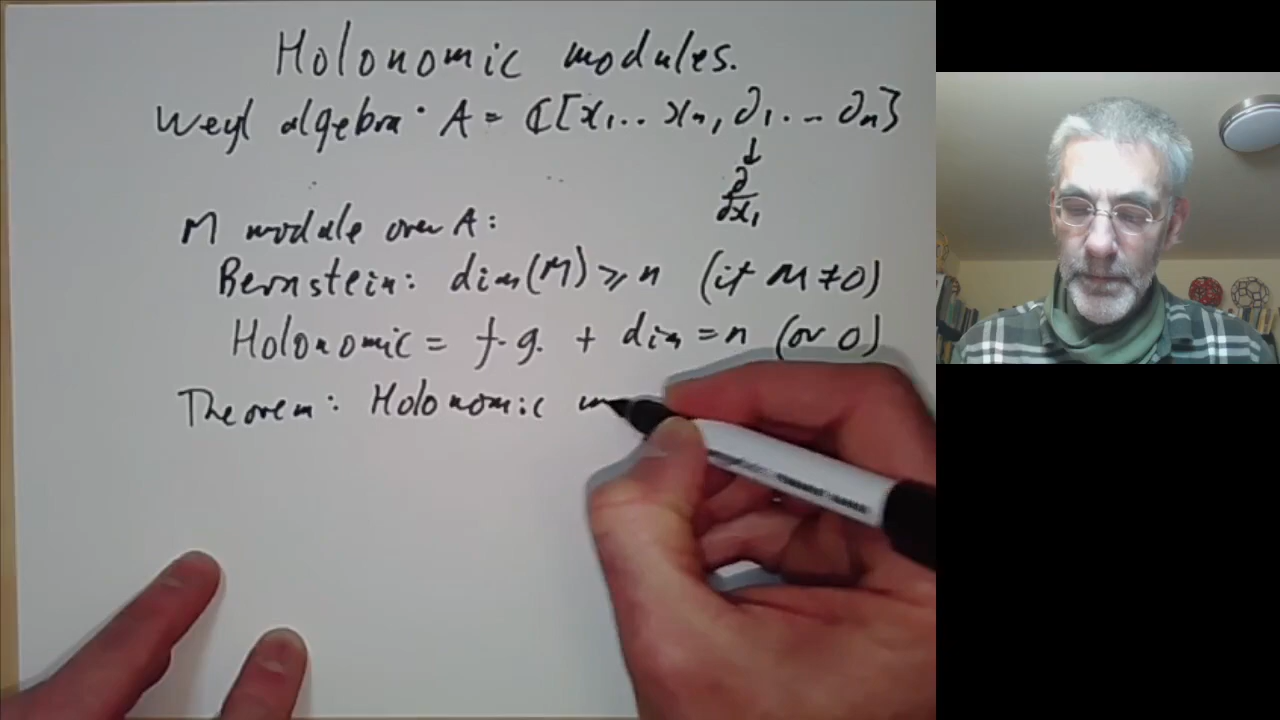 Holonomic modules.
Weyl algebra: A = ℂ[x₁.. xₙ, ∂₁... ∂ₙ]
↓
∂/∂x₁
M module over A:
Bernstein: dim(M) ≥ n (if M ≠ 0)
Holonomic = f.g. + dim = n (or 0)
Theorem: Holonomic